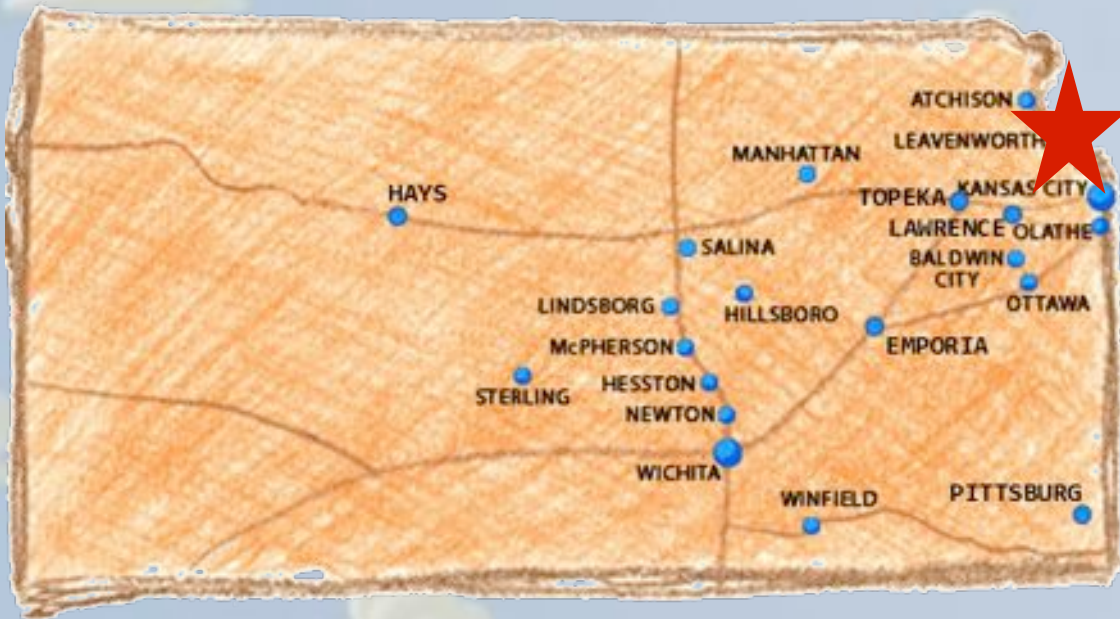 ATCHISON
LEAVENWORTH
MANHATTAN
HAYS
TOPEKA
KANSAS CITY
LAWRENCE
OLATHE
SALINA
BALDWIN
CITY
OTTAWA
LINDSBORG
HILLSBORO
McPHERSON
EMPORIA
STERLING
HESSTON
NEWTON
WICHITA
WINFIELD
PITTSBURG